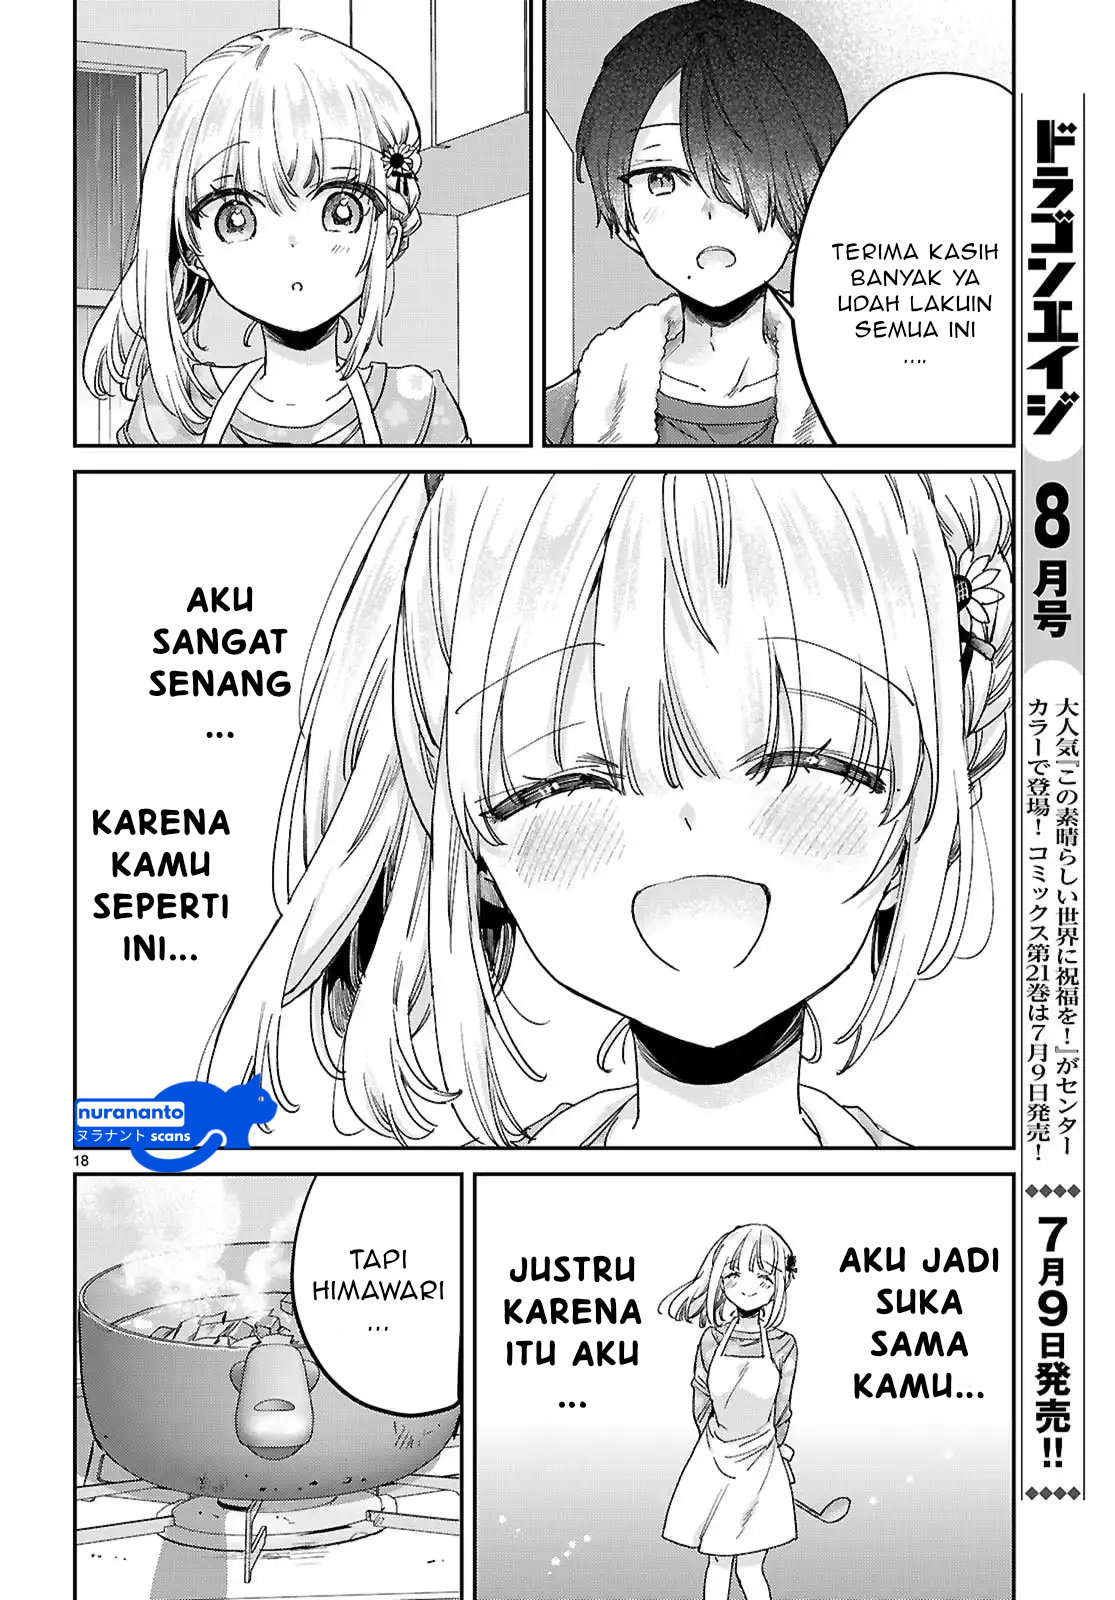 TERIMA KASIH
BANYAK YA
UDAH LAKUIN
SEMUA INI
....
AKU
SANGAT
SENANG
...
KARENA
KAMU
SEPERTI
INI...
nurananto
ヌラナント scans
18
TAPI
HIMAWARI
...
JUSTRU
KARENA
ITU AKU
...
AKU JADI
SUKA
SAMA
KAMU...
ドラゴンエイジ
8月号
大人気『この素晴らしい世界に祝福を!』がセンター
カラーで登場! コミックス第21巻は7月9日発売!
7月9日発売!!